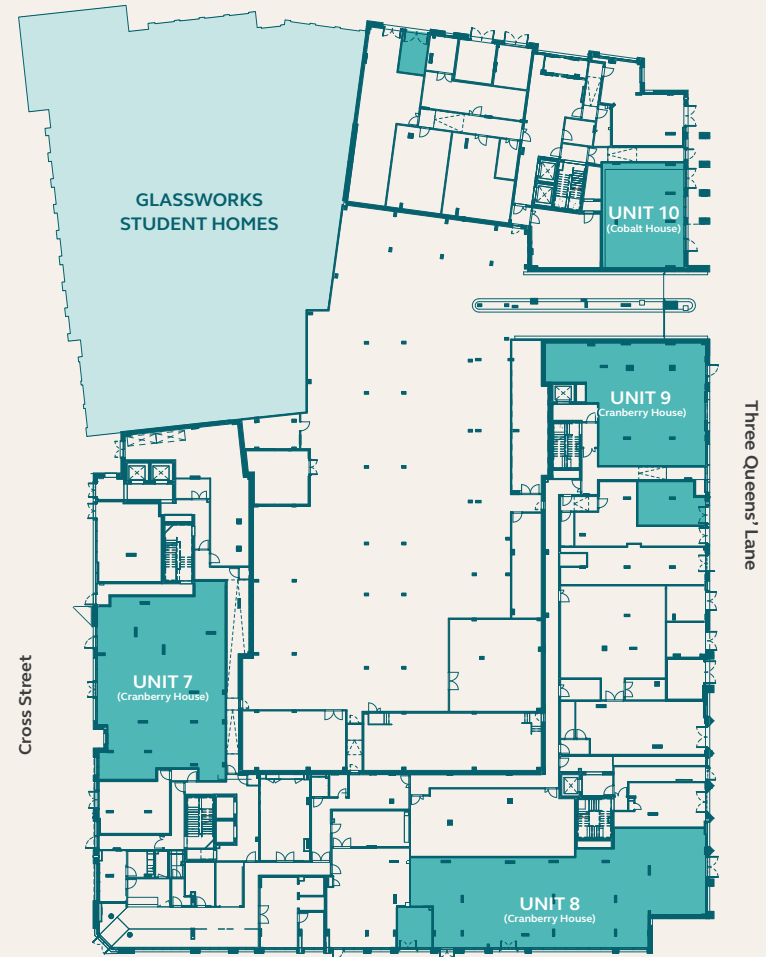 GLASSWORKS
STUDENT HOMES
UNIT 10
(Cobalt House)
UNIT 9
(Cranberry House)
Three Queens’ Lane
UNIT 7
(Cranberry House)
Cross Street
UNIT 8
(Cranberry House)